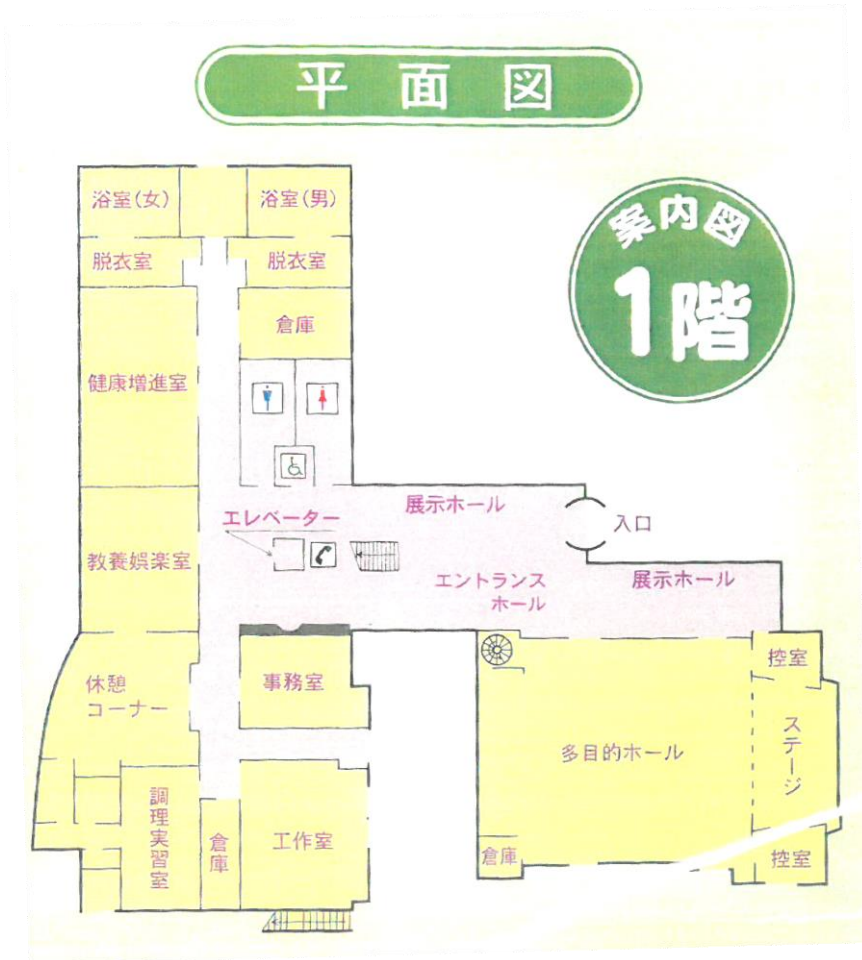 平面図
案内図
1階
浴室(女)
浴室(男)
脱衣室
脱衣室
倉庫
健康増進室
展示ホール
エレベーター
入口
教養娯楽室
エントランス
ホール
展示ホール
休憩
コーナー
事務室
控室
多目的ホール
ステージ
調理実習室
倉庫
工作室
倉庫
控室